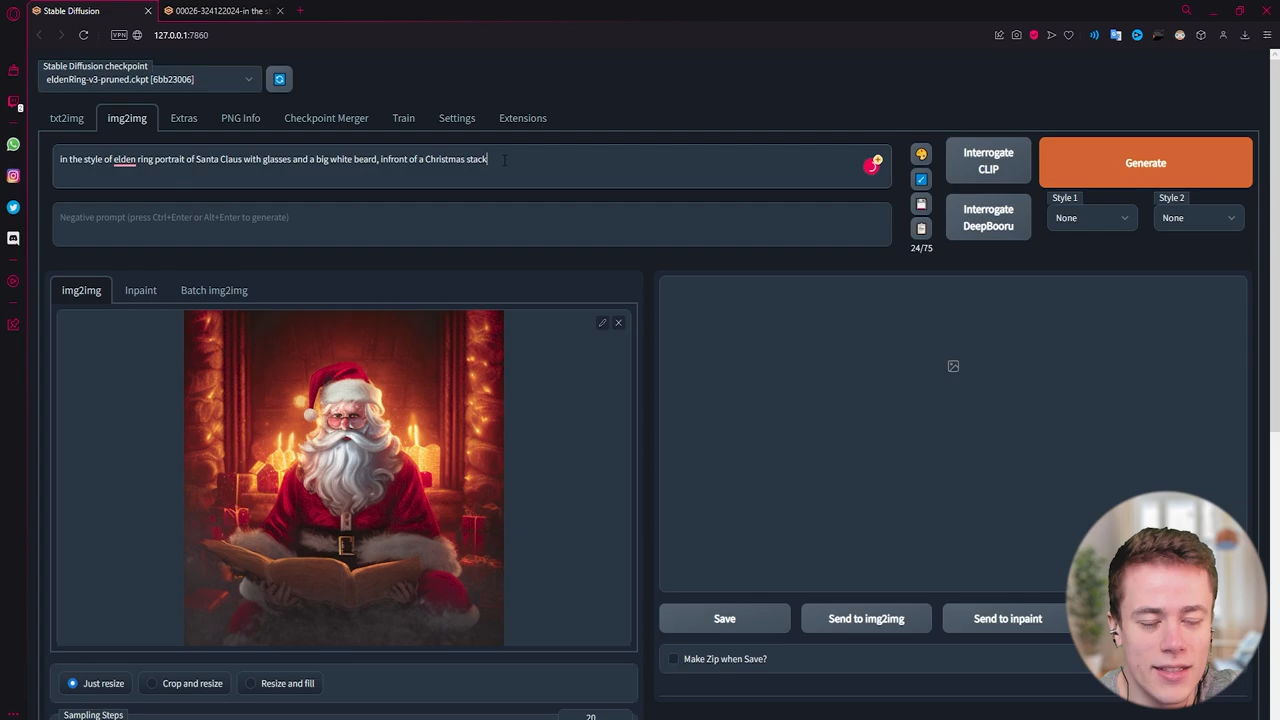 Stable Diffusion
00026-324122024-in the s
VPN
127.0.0.1:7860
2
Stable Diffusion checkpoint
eldenRing-v3-pruned.ckpt [6bb23006]
txt2img
img2img
Extras
PNG Info
Checkpoint Merger
Train
Settings
Extensions
in the style of elden ring portrait of Santa Claus with glasses and a big white beard, infront of a Christmas stack
Negative prompt (press Ctrl+Enter or Alt+Enter to generate)
24/75
Interrogate
CLIP
Interrogate
DeepBooru
Generate
Style 1
None
Style 2
None
img2img
Inpaint
Batch img2img
Save
Send to img2img
Send to inpaint
Make Zip when Save?
Just resize
Crop and resize
Resize and fill
Sampling Steps
20